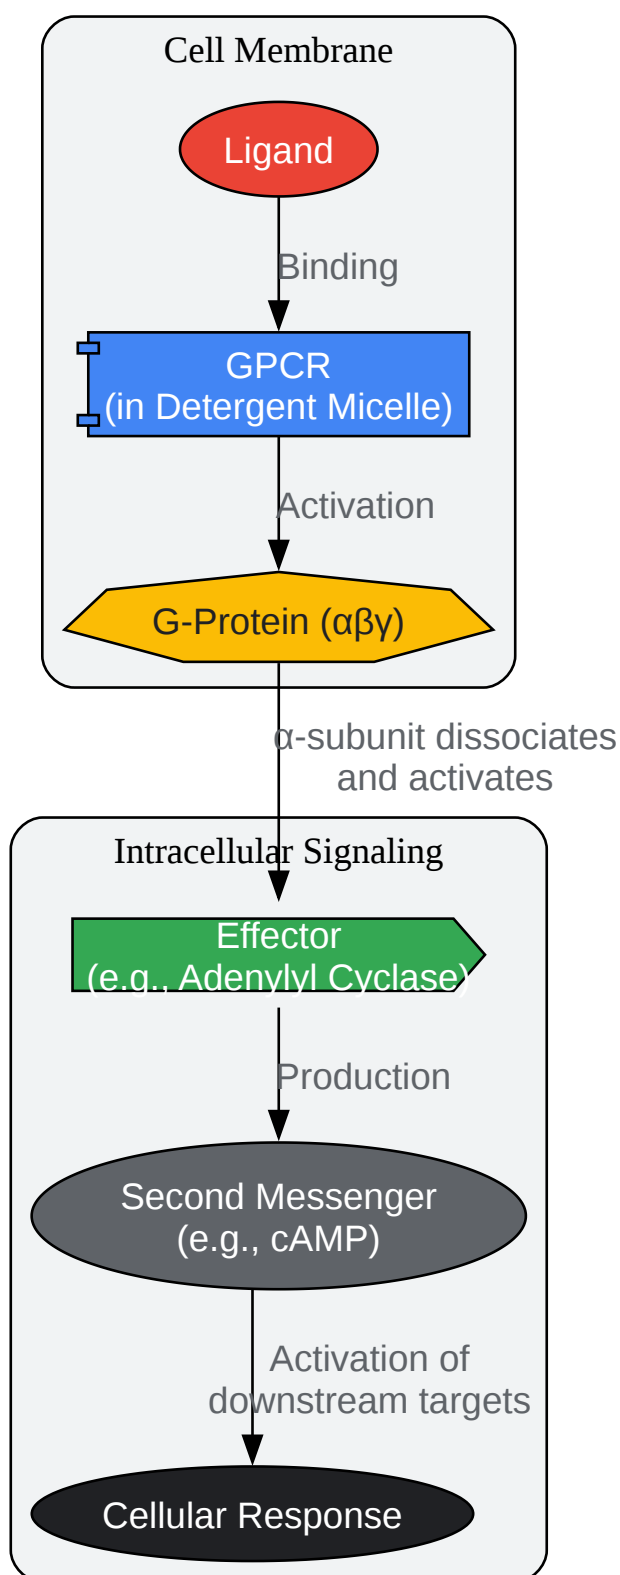 Cell Membrane
Ligand
Binding
GPCR
(in Detergent Micelle)
Activation
G-Protein (αβγ)
α-subunit dissociates
and activates
Intracellular Signaling
Effector
(e.g., Adenylyl Cyclase)
Production
Second Messenger
(e.g., cAMP)
Activation of
downstream targets
Cellular Response